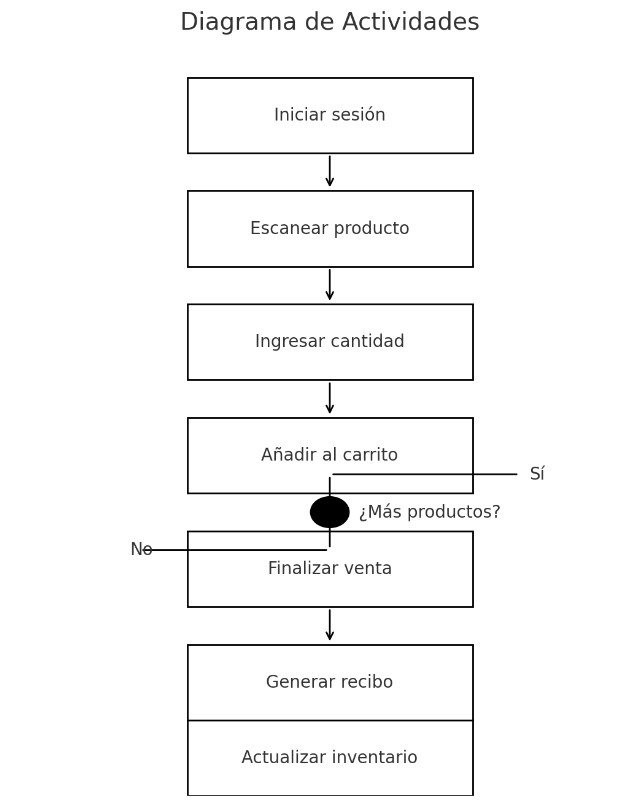 Diagrama de Actividades
Iniciar sesión
Escanear producto
Ingresar cantidad
Añadir al carrito
Sí
¿Más productos?
No
Finalizar venta
Generar recibo
Actualizar inventario